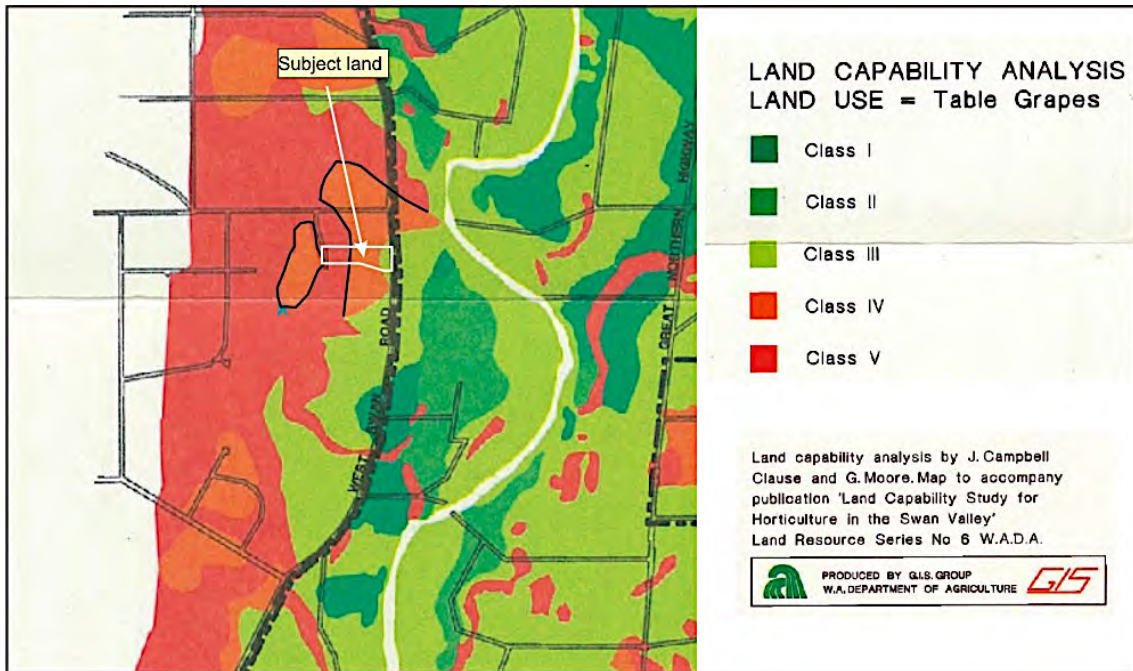 Subject land
WEST SWAN ROAD
GREAT NORTHERN HIGHWAY
LAND CAPABILITY ANALYSIS
LAND USE = Table Grapes
Class I
Class II
Class III
Class IV
Class V
Land capability analysis by J. Campbell
Clause and G. Moore. Map to accompany
publication 'Land Capability Study for
Horticulture in the Swan Valley'
Land Resource Series No 6 W.A.D.A.
PRODUCED BY G.I.S. GROUP
W.A. DEPARTMENT OF AGRICULTURE
GIS